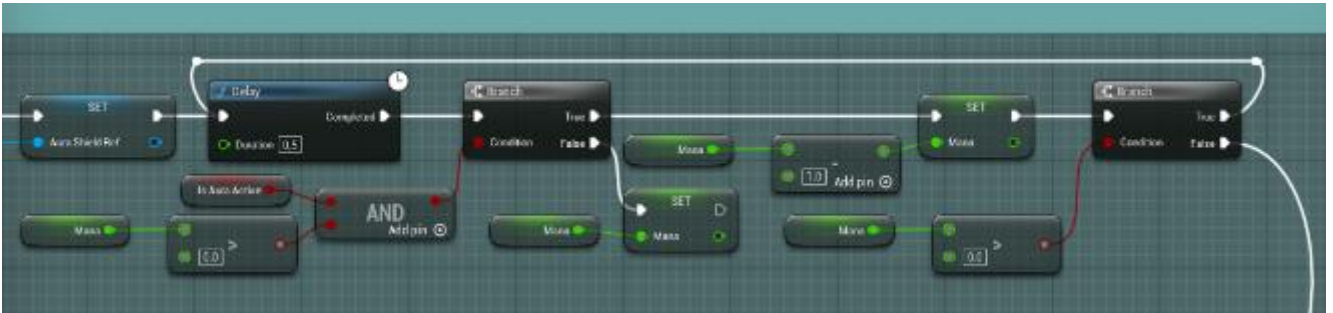 SET
Aura Shield Ref
Delay
Completed
Duration 0.5
Branch
True
Condition False
Is Aura Active
Mana
>
0.0
AND
Add pin
Mana
-
1.0 Add pin
SET
Mana
Mana
SET
Mana
Mana
>
0.0
Branch
True
Condition False